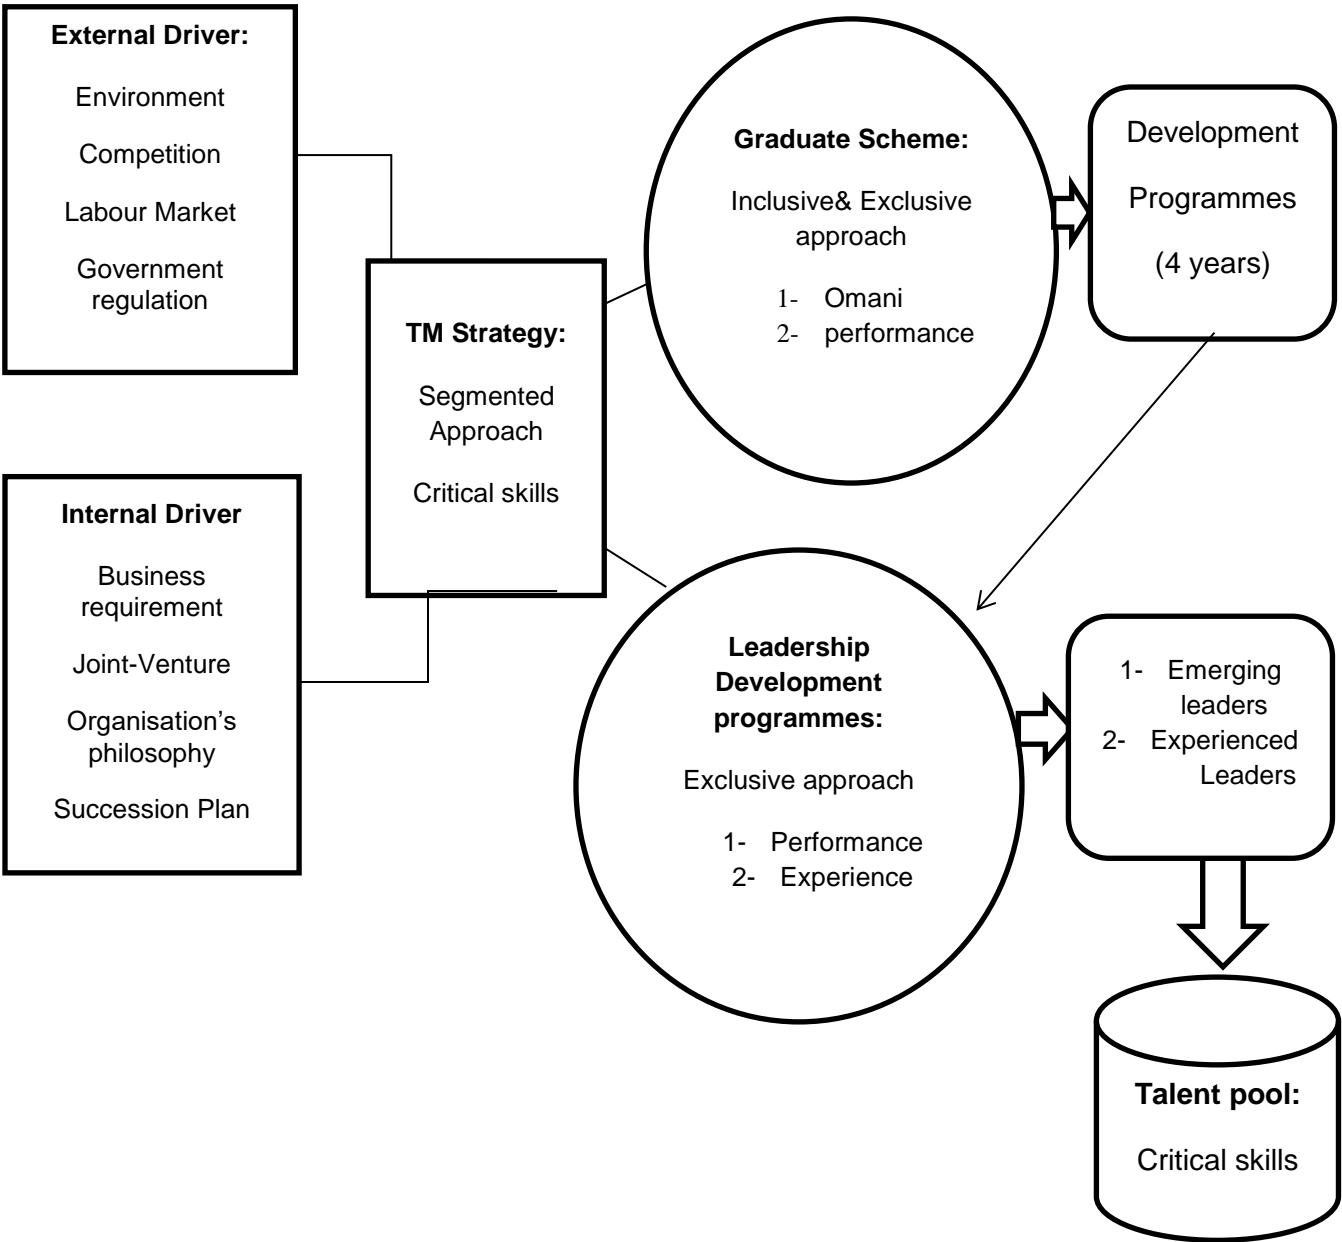 External Driver:
Environment
Competition
Labour Market
Government
regulation
Internal Driver
Business
requirement
Joint-Venture
Organisation's
philosophy
Succession Plan
TM Strategy:
Segmented
Approach
Critical skills
Graduate Scheme:
Inclusive& Exclusive
approach
1- Omani
2- performance
Development
Programmes
(4 years)
Leadership
Development
programmes:
Exclusive approach
1- Performance
2- Experience
1- Emerging
leaders
2- Experienced
Leaders
Talent pool:
Critical skills